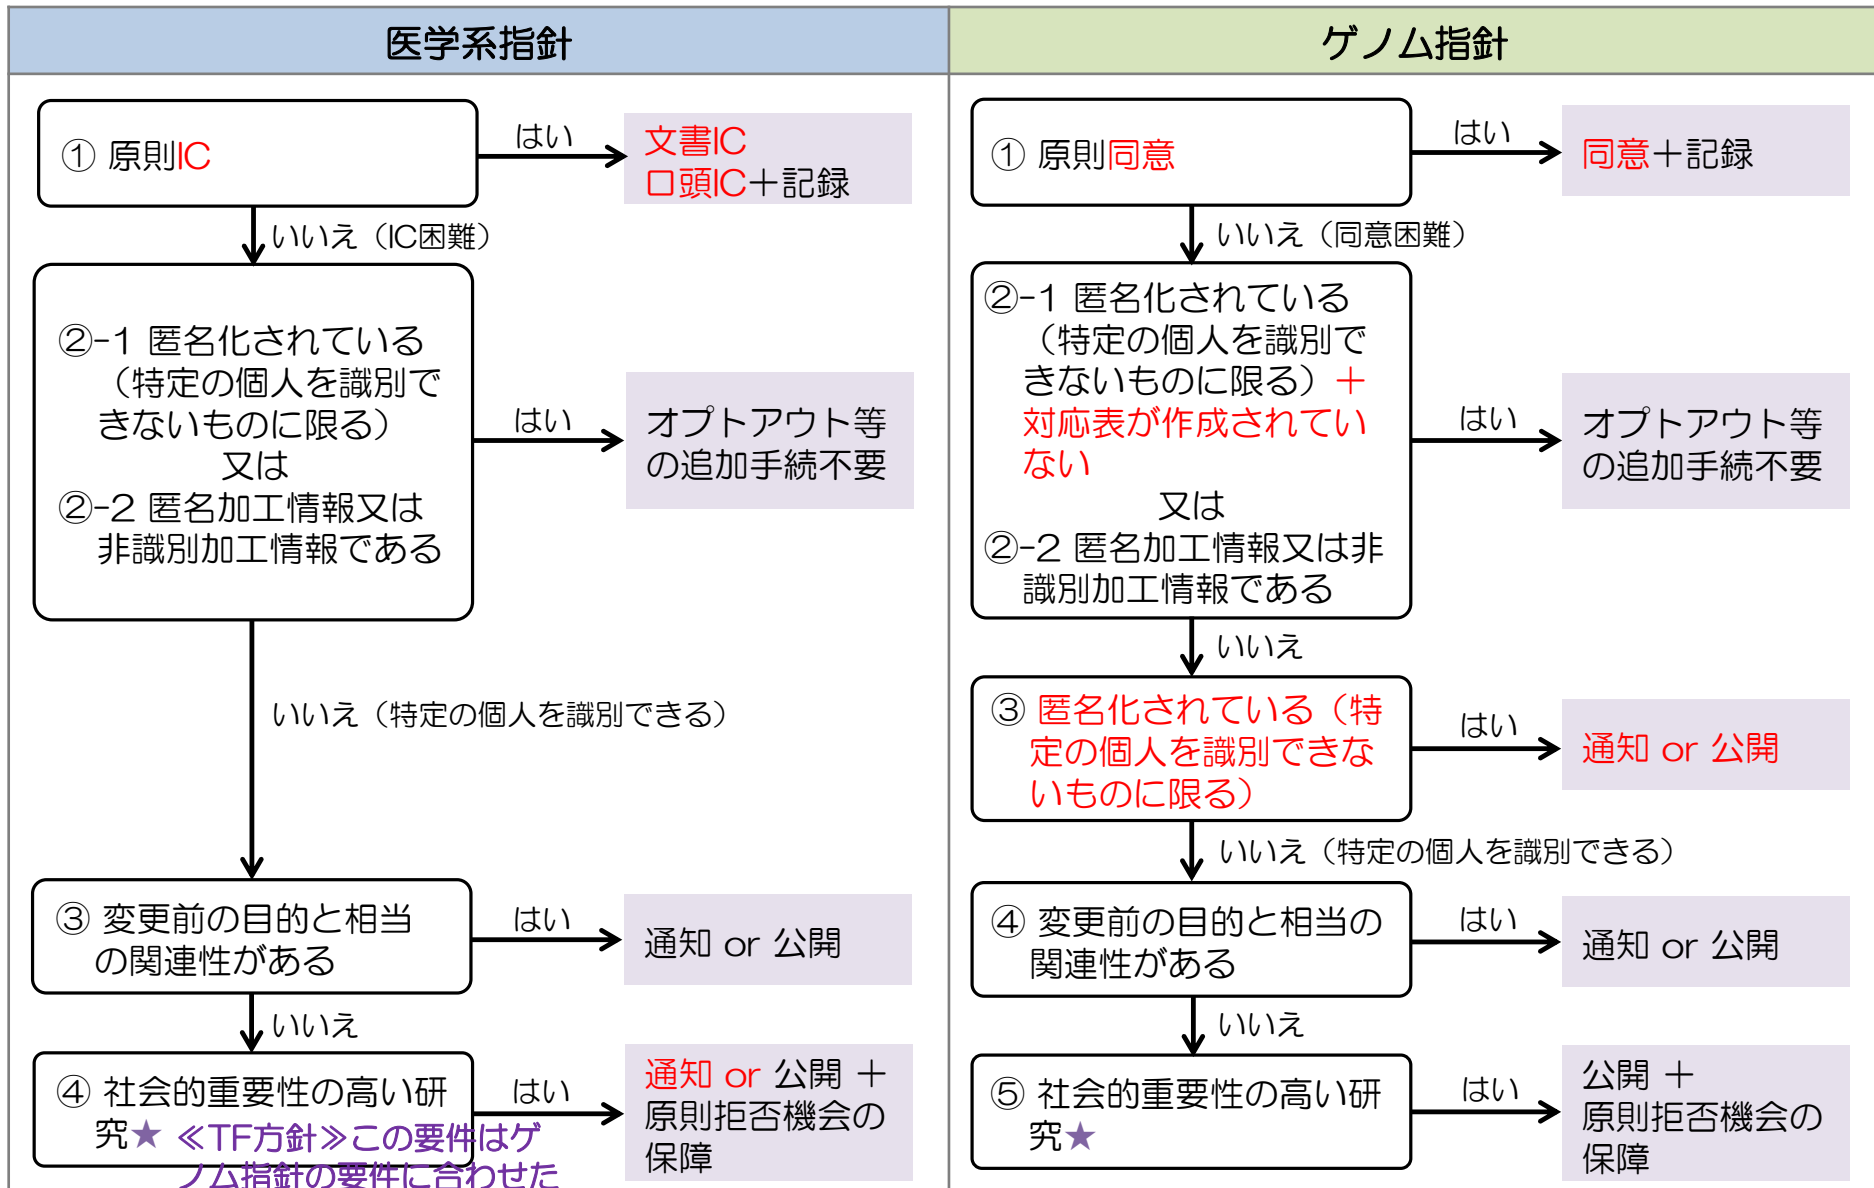 医学系指針
① 原則IC
はい
文書IC
口頭IC＋記録
いいえ（IC困難）
②-1 匿名化されている
（特定の個人を識別で
きないものに限る）
又は
②-2 匿名加工情報又は
非識別加工情報である
はい
オプトアウト等
の追加手続不要
いいえ（特定の個人を識別できる）
③ 変更前の目的と相当
の関連性がある
はい
通知 or 公開
いいえ
④ 社会的重要性の高い研
究★ ≪TF方針≫この要件はゲ
ノム指針の要件に合わせた
はい
通知 or 公開 ＋
原則拒否機会の
保障
ゲノム指針
① 原則同意
はい
同意＋記録
いいえ（同意困難）
②-1 匿名化されている
（特定の個人を識別で
きないものに限る）＋
対応表が作成されてい
ない
又は
②-2 匿名加工情報又は非
識別加工情報である
はい
オプトアウト等
の追加手続不要
いいえ
③ 匿名化されている（特
定の個人を識別できな
いものに限る）
はい
通知 or 公開
いいえ（特定の個人を識別できる）
④ 変更前の目的と相当の
関連性がある
はい
通知 or 公開
いいえ
⑤ 社会的重要性の高い研
究★
はい
公開 ＋
原則拒否機会の
保障